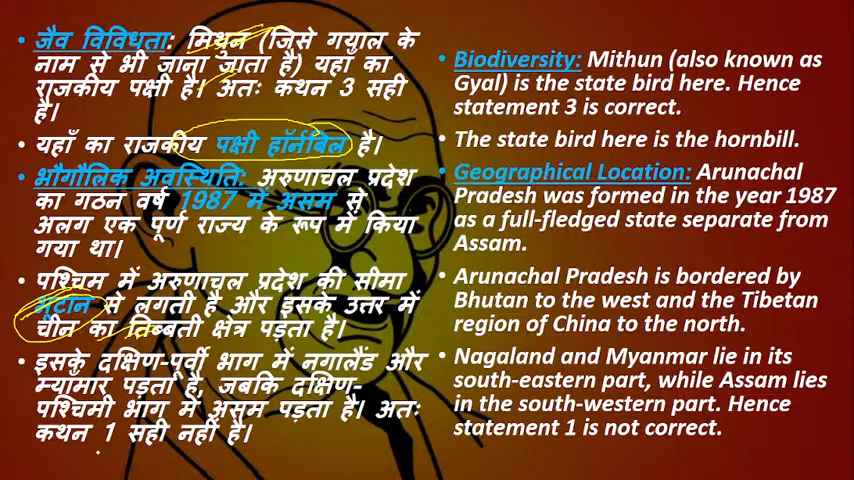 • जैव विविधता: मिथुन (जिसे गयाल के
नाम से भी जाना जाता है) यहां का
राजकीय पक्षी है। अतः कथन 3 सही
है।
• यहाँ का राजकीय पक्षी हॉर्नबिल है।
• भौगौलिक अवस्थिति: अरुणाचल प्रदेश
का गठन वर्ष 1987 में असम से
अलग एक पूर्ण राज्य के रूप में किया
गया था।
• पश्चिम में अरुणाचल प्रदेश की सीमा
भूटान से लगती है और इसके उत्तर में
चीन का तिब्बती क्षेत्र पड़ता है।
• इसके दक्षिण-पूर्वी भाग में नगालैंड और
म्यांमार पड़ता है, जबकि दक्षिण-
पश्चिमी भाग में असम पड़ता है। अतः
कथन 1 सही नहीं है।
• Biodiversity: Mithun (also known as
Gyal) is the state bird here. Hence
statement 3 is correct.
• The state bird here is the hornbill.
• Geographical Location: Arunachal
Pradesh was formed in the year 1987
as a full-fledged state separate from
Assam.
• Arunachal Pradesh is bordered by
Bhutan to the west and the Tibetan
region of China to the north.
• Nagaland and Myanmar lie in its
south-eastern part, while Assam lies
in the south-western part. Hence
statement 1 is not correct.